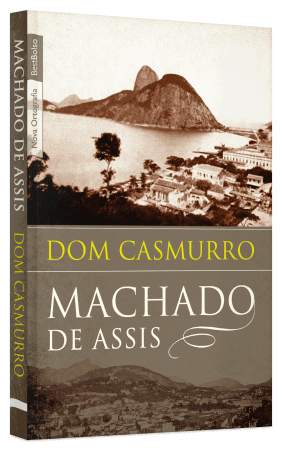 MACHADO DE ASSIS DOM CASMURRO
Nova Ortografia
BestBolso
DOM CASMURRO
MACHADO
DE ASSIS